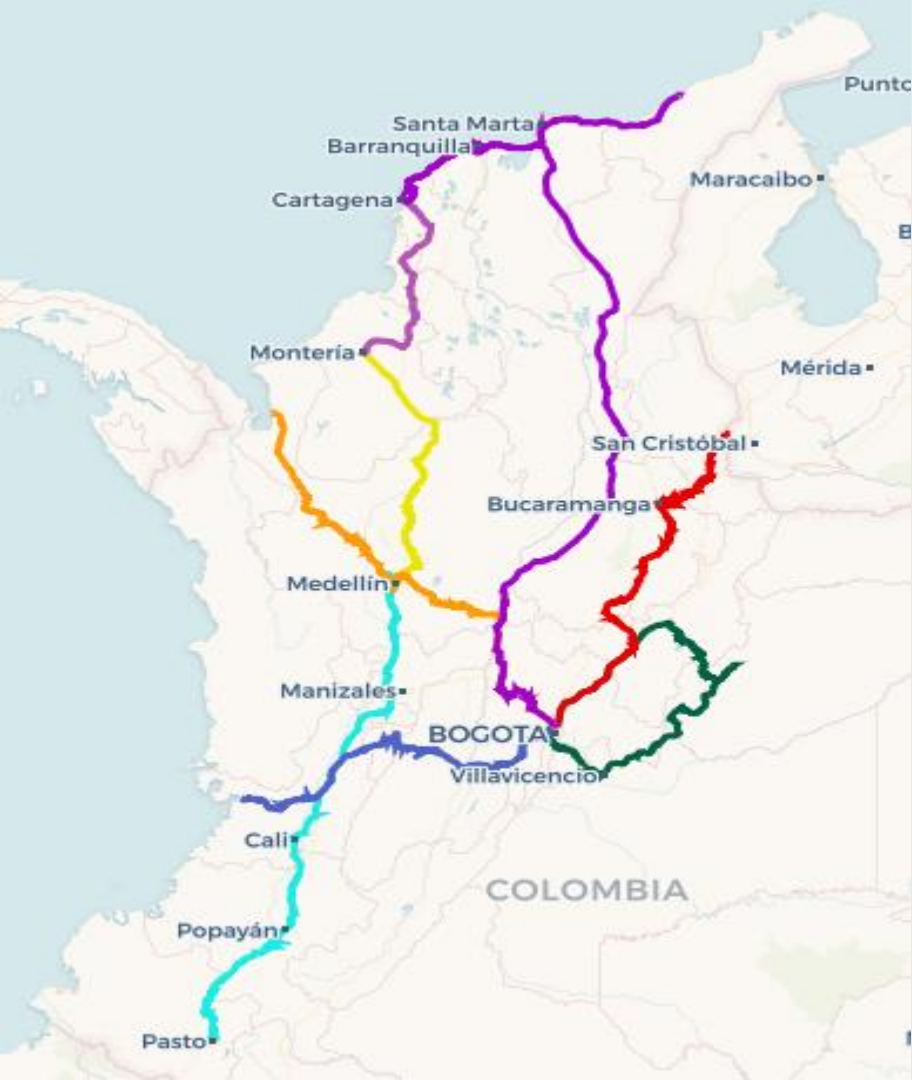 Punto
Santa Marta
Barranquilla
Maracaibo
Cartagena
B
Montería
Mérida
San Cristóbal
Bucaramanga
Medellín
Manizales
BOGOTA
Villavicencio
Cali
COLOMBIA
Popayán
Pasto